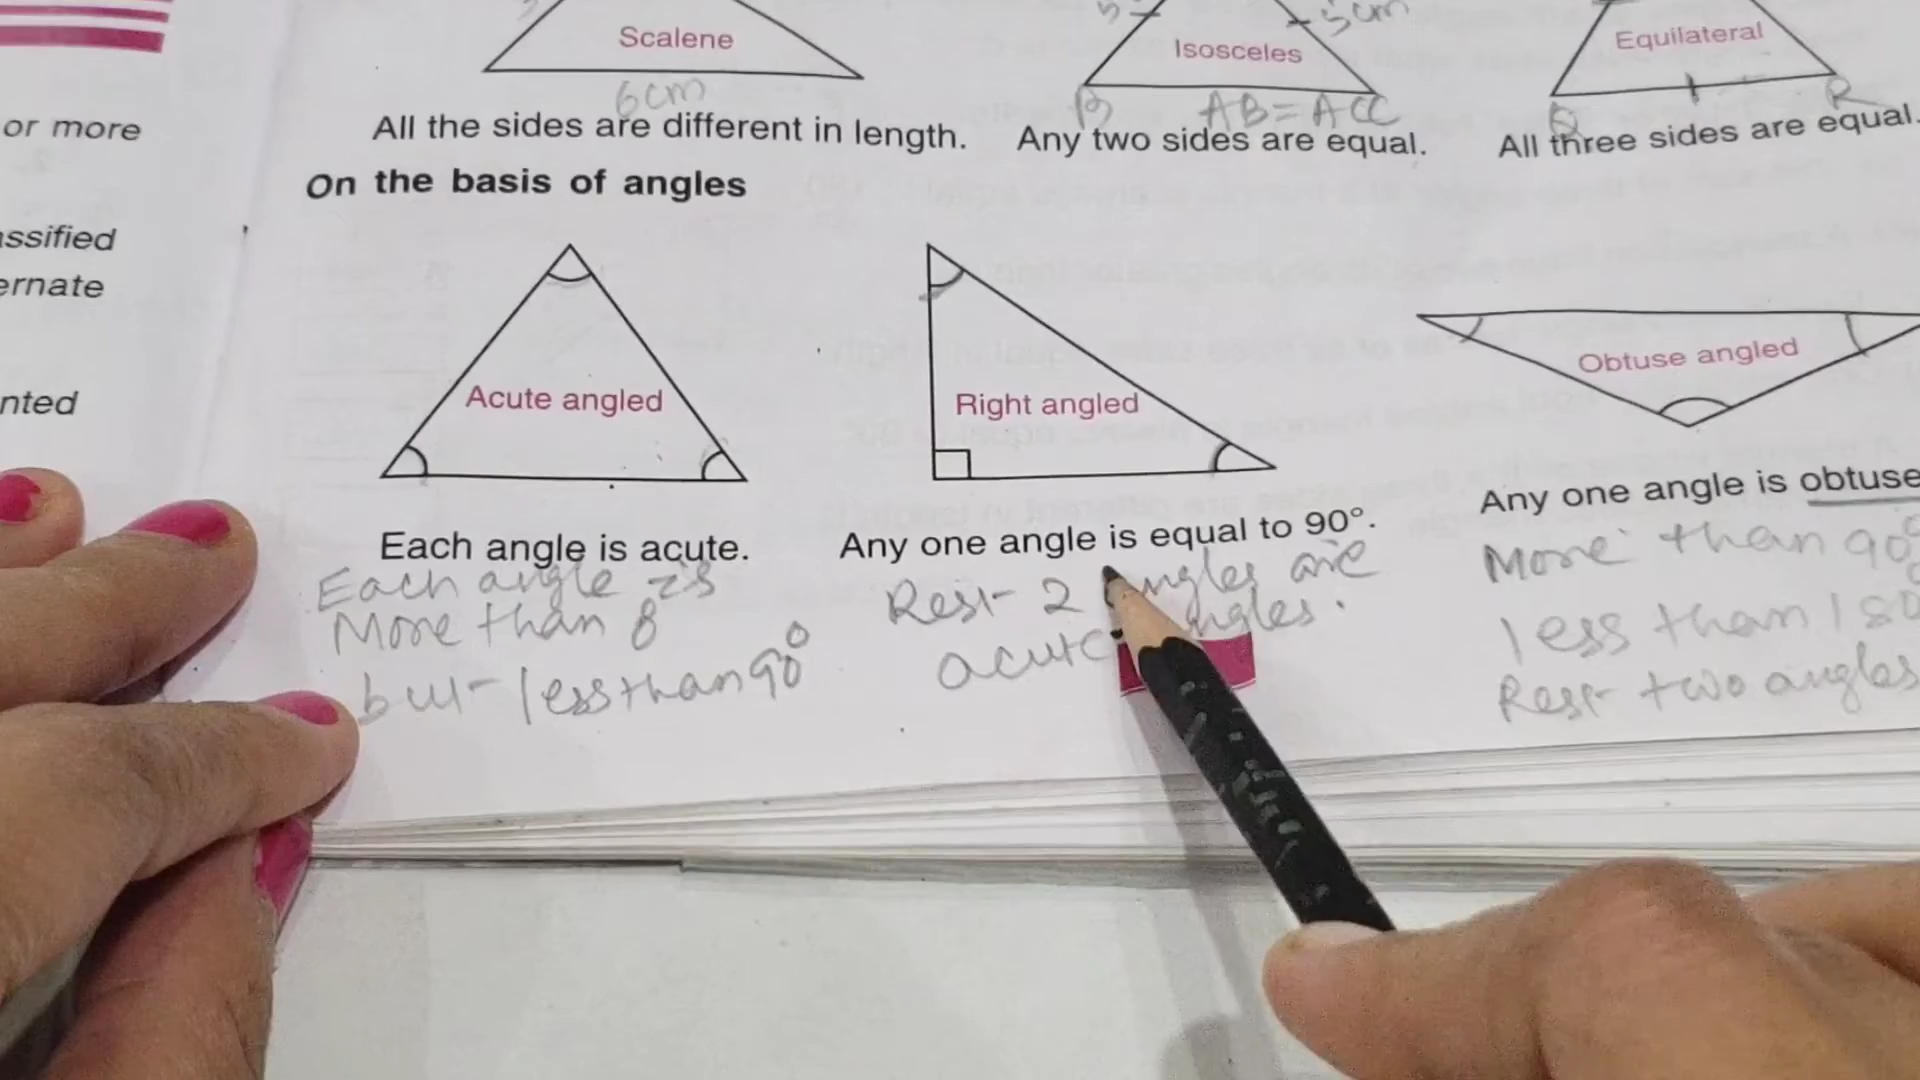 Scalene
Isosceles
Equilateral
6cm
AB=AC
or more
All the sides are different in length.
Any two sides are equal.
All three sides are equal.
On the basis of angles
ernate
nted
Acute angled
Right angled
Obtuse angled
Each angle is acute.
Any one angle is equal to 90°.
Any one angle is obtuse
Each angle is
More than 0
but less than 90°
Rest 2 angles are
acute angles.
More than 90°
less than 180
Rest two angles